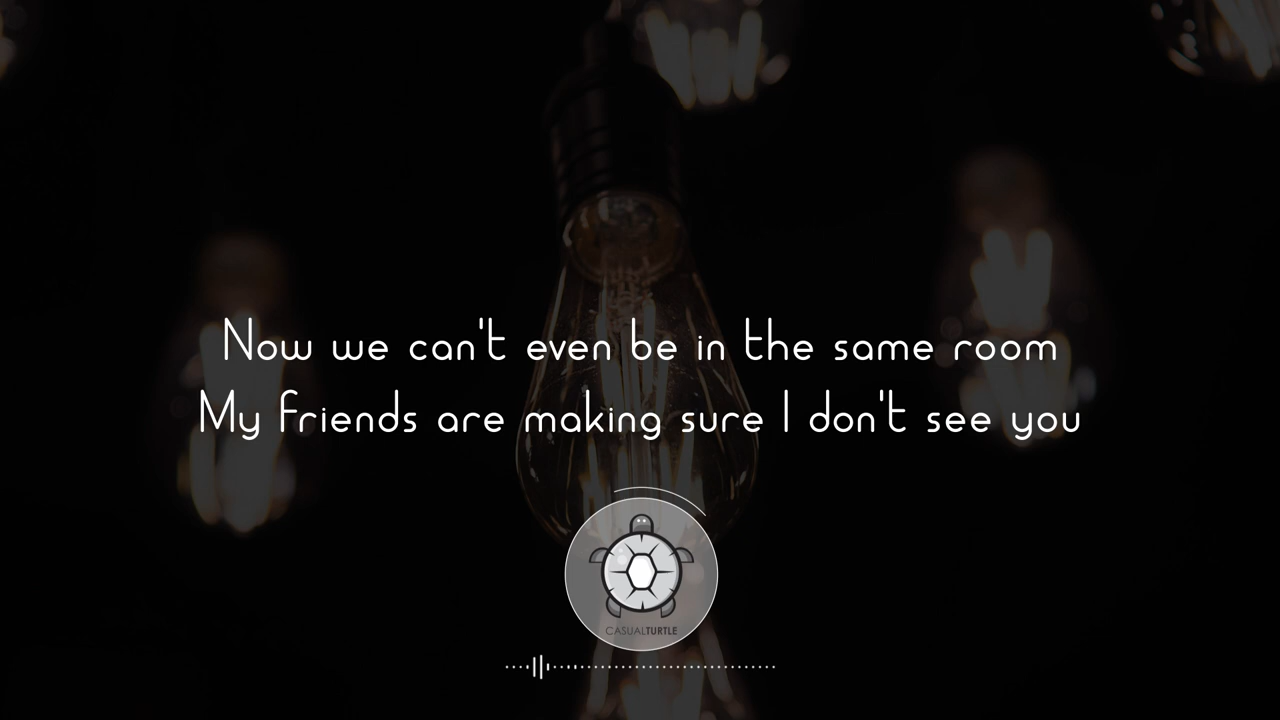 Now we can't even be in the same room
My friends are making sure I don't see you
CASUALTURTLE